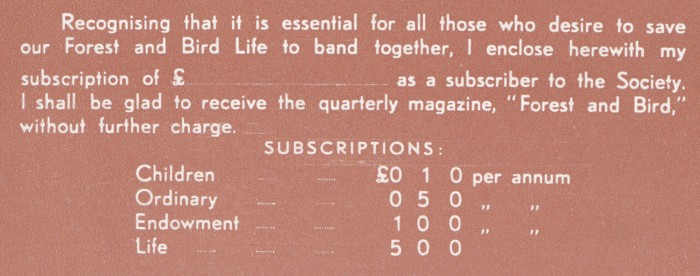 Recognising that it is essential for all those who desire to save
our Forest and Bird Life to band together, I enclose herewith my
subscription of £ ........................ as a subscriber to the Society.
I shall be glad to receive the quarterly magazine, "Forest and Bird,"
without further charge.
SUBSCRIPTIONS:
Children ...... ...... £0 1 0 per annum
Ordinary ...... ...... 0 5 0 " "
Endowment ...... ...... 1 0 0 " "
Life ...... ...... 5 0 0